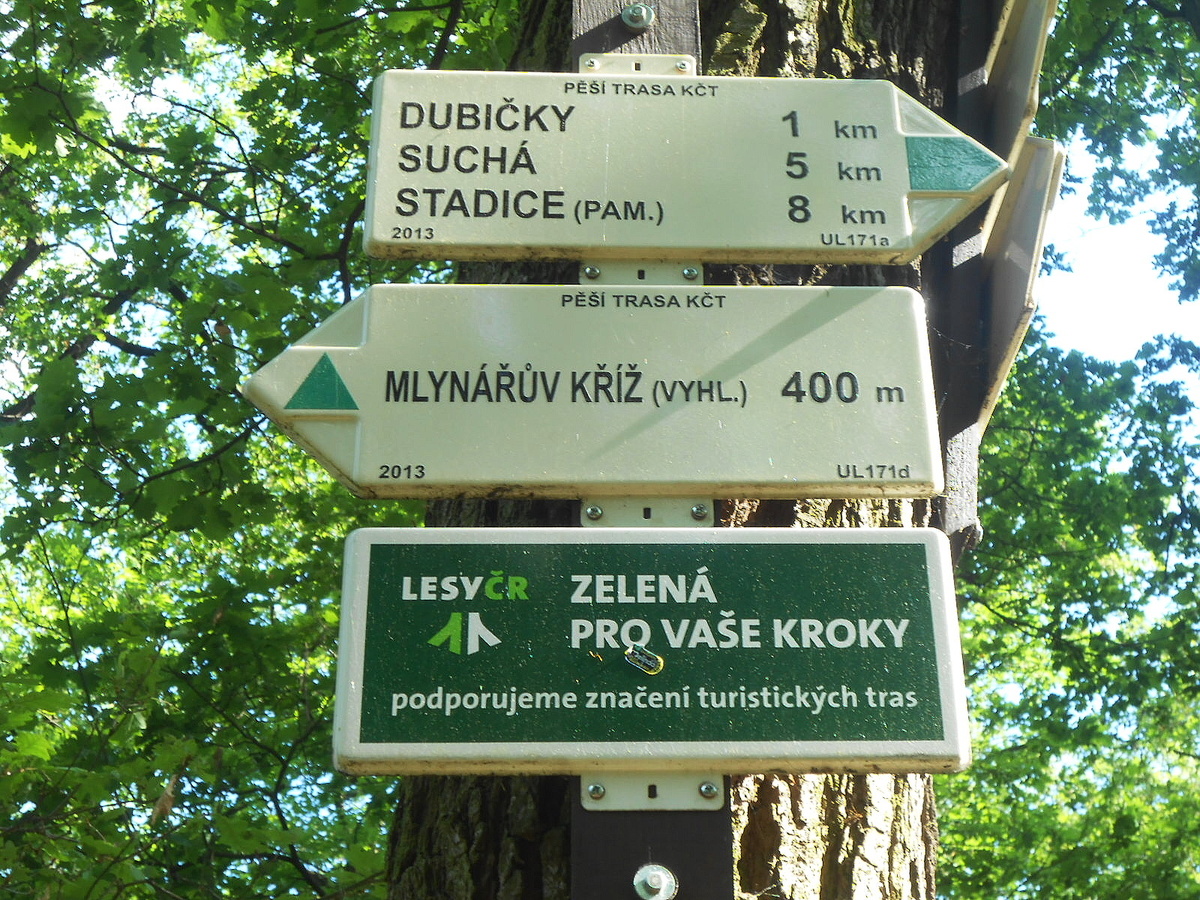 PĚŠÍ TRASA KČT
DUBIČKY 1 km
SUCHÁ 5 km
STADICE (PAM.) 8 km
2013 UL171a
PĚŠÍ TRASA KČT
MLYNÁŘŮV KŘÍŽ (VYHL.) 400 m
2013 UL171d
LESYČR
ZELENÁ
PRO VAŠE KROKY
podporujeme značení turistických tras